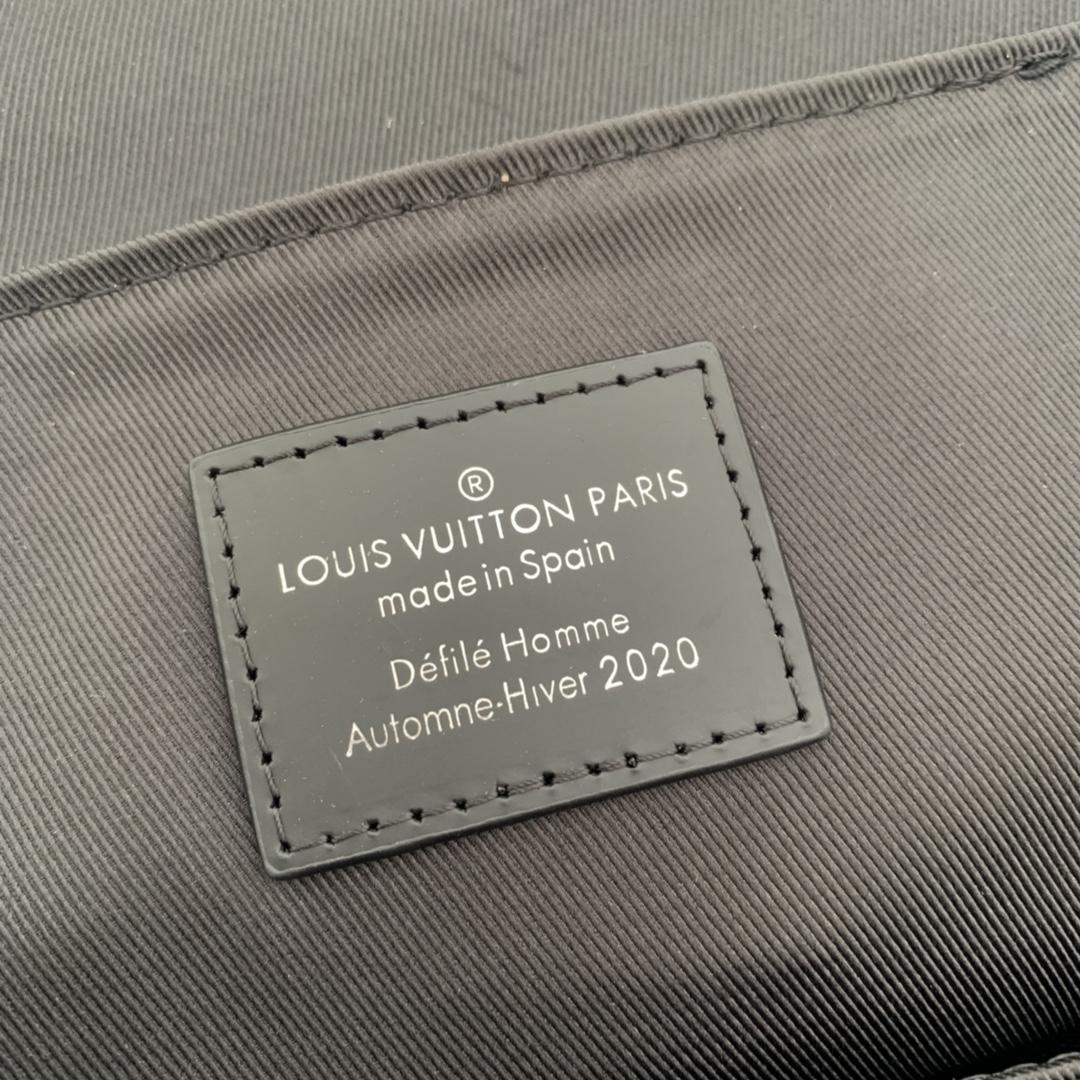 ®
LOUIS VUITTON PARIS
made in Spain
Défilé Homme
Automne-Hiver 2020